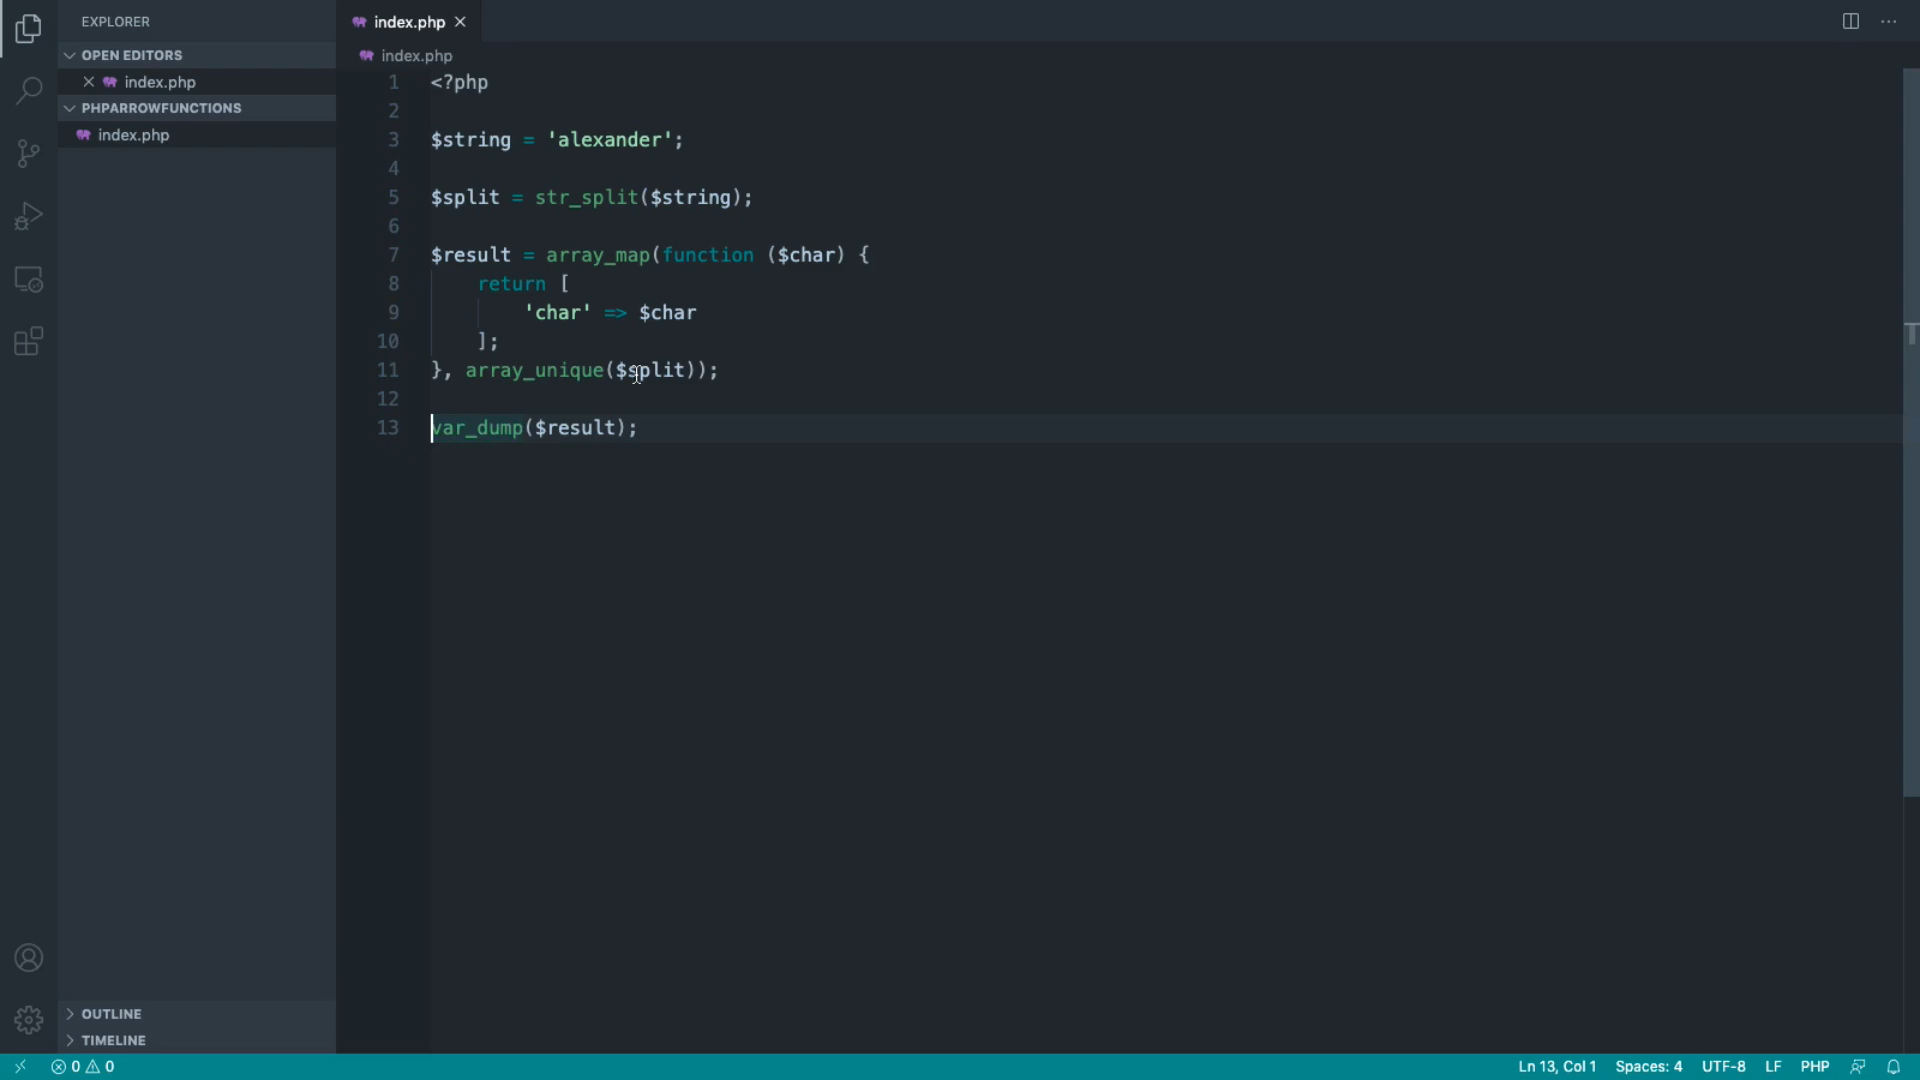 EXPLORER
OPEN EDITORS
index.php
PHPARROWFUNCTIONS
index.php
index.php
index.php
1 <?php
2
3 $string = 'alexander';
4
5 $split = str_split($string);
6
7 $result = array_map(function ($char) {
8     return [
9         'char' => $char
10     ];
11 }, array_unique($split));
12
13 var_dump($result);
OUTLINE
TIMELINE
0 0 Ln 13, Col 1 Spaces: 4 UTF-8 LF PHP